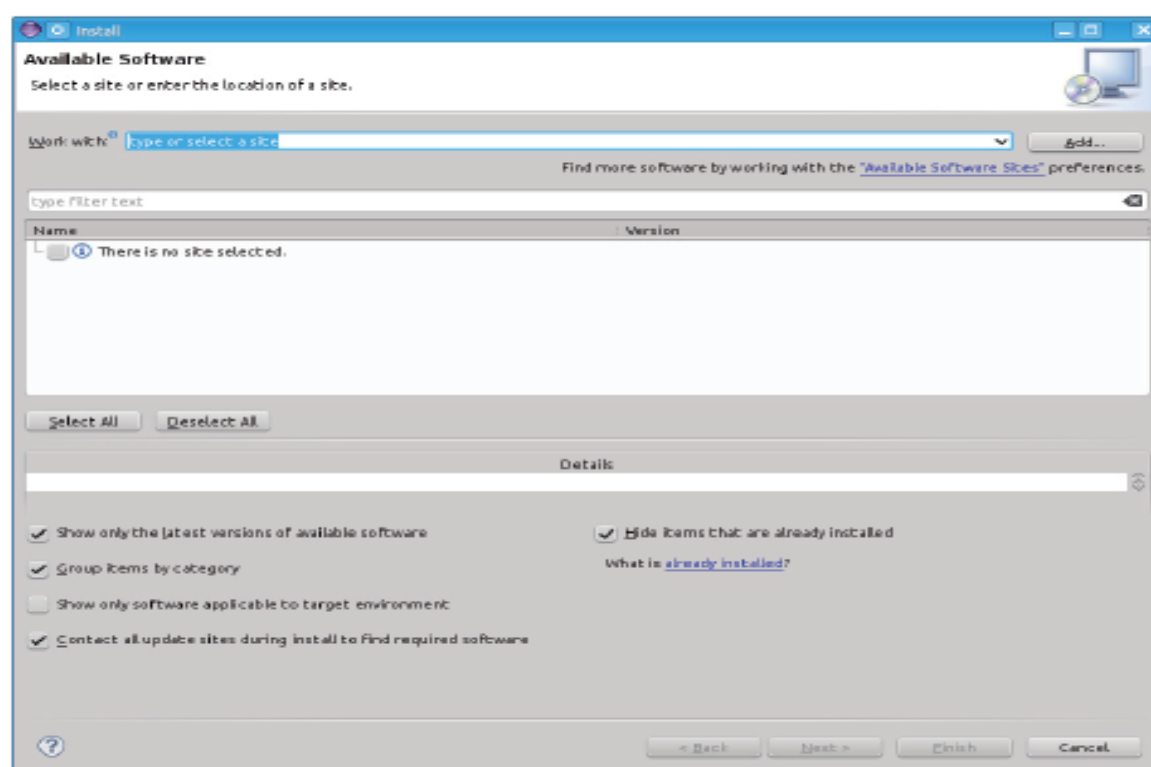 Install
Available Software
Select a site or enter the location of a site.
Work with: type or select a site Add...
Find more software by working with the "Available Software Sites" preferences.
type filter text
Name Version
There is no site selected.
Select All Deselect All
Details
Show only the latest versions of available software Hide items that are already installed
Group items by category What is already installed?
Show only software applicable to target environment
Contact all update sites during install to find required software
? < Back Next > Finish Cancel